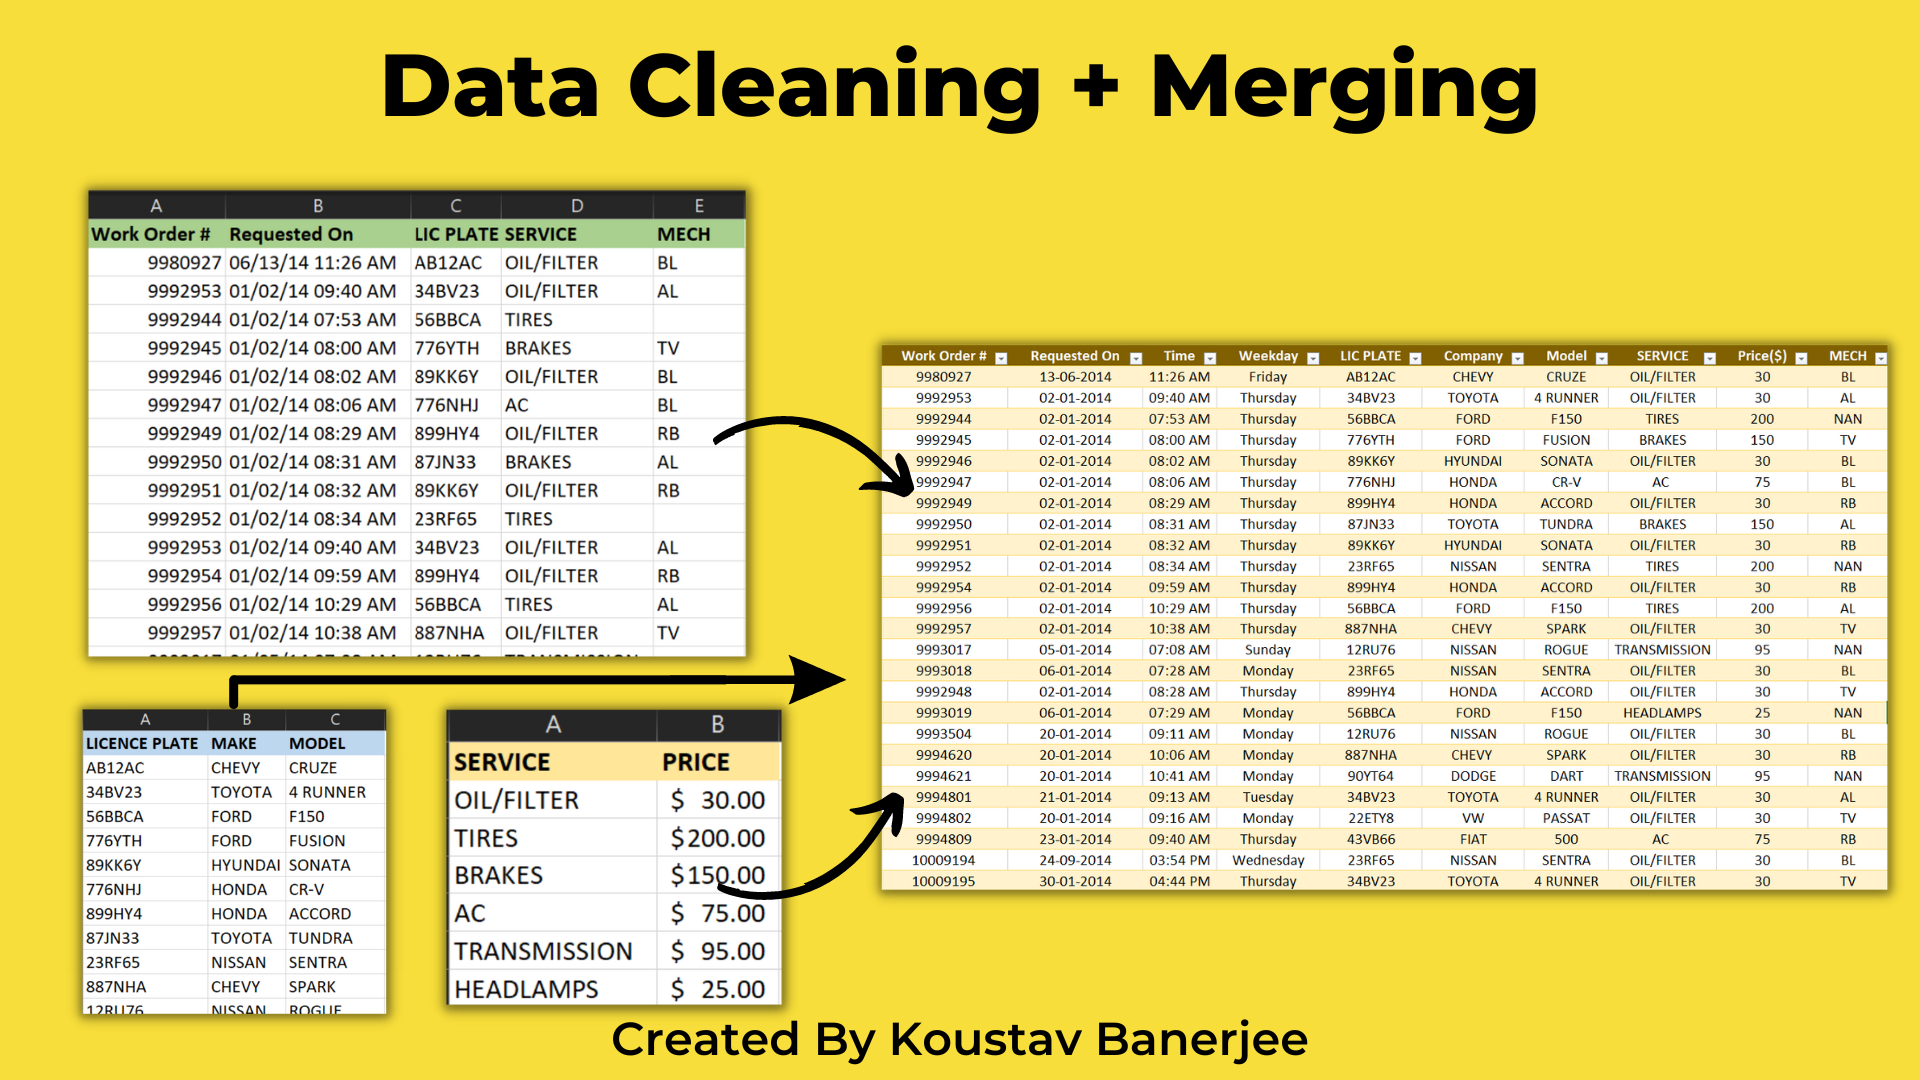 Data Cleaning + Merging
A B C D E
Work Order # Requested On LIC PLATE SERVICE MECH
9980927 06/13/14 11:26 AM AB12AC OIL/FILTER BL
9992953 01/02/14 09:40 AM 34BV23 OIL/FILTER AL
9992944 01/02/14 07:53 AM 56BBCA TIRES
9992945 01/02/14 08:00 AM 776YTH BRAKES TV
9992946 01/02/14 08:02 AM 89KK6Y OIL/FILTER BL
9992947 01/02/14 08:06 AM 776NHJ AC BL
9992949 01/02/14 08:29 AM 899HY4 OIL/FILTER RB
9992950 01/02/14 08:31 AM 87JN33 BRAKES AL
9992951 01/02/14 08:32 AM 89KK6Y OIL/FILTER RB
9992952 01/02/14 08:34 AM 23RF65 TIRES
9992953 01/02/14 09:40 AM 34BV23 OIL/FILTER AL
9992954 01/02/14 09:59 AM 899HY4 OIL/FILTER RB
9992956 01/02/14 10:29 AM 56BBCA TIRES AL
9992957 01/02/14 10:38 AM 887NHA OIL/FILTER TV
A B C
LICENCE PLATE MAKE MODEL
AB12AC CHEVY CRUZE
34BV23 TOYOTA 4 RUNNER
56BBCA FORD F150
776YTH FORD FUSION
89KK6Y HYUNDAI SONATA
776NHJ HONDA CR-V
899HY4 HONDA ACCORD
87JN33 TOYOTA TUNDRA
23RF65 NISSAN SENTRA
887NHA CHEVY SPARK
12RU76 NISSAN ROGUE
A B
SERVICE PRICE
OIL/FILTER $ 30.00
TIRES $200.00
BRAKES $150.00
AC $ 75.00
TRANSMISSION $ 95.00
HEADLAMPS $ 25.00
Work Order # Requested On Time Weekday LIC PLATE Company Model SERVICE Price($) MECH
9980927 13-06-2014 11:26 AM Friday AB12AC CHEVY CRUZE OIL/FILTER 30 BL
9992953 02-01-2014 09:40 AM Thursday 34BV23 TOYOTA 4 RUNNER OIL/FILTER 30 AL
9992944 02-01-2014 07:53 AM Thursday 56BBCA FORD F150 TIRES 200 NAN
9992945 02-01-2014 08:00 AM Thursday 776YTH FORD FUSION BRAKES 150 TV
9992946 02-01-2014 08:02 AM Thursday 89KK6Y HYUNDAI SONATA OIL/FILTER 30 BL
9992947 02-01-2014 08:06 AM Thursday 776NHJ HONDA CR-V AC 75 BL
9992949 02-01-2014 08:29 AM Thursday 899HY4 HONDA ACCORD OIL/FILTER 30 RB
9992950 02-01-2014 08:31 AM Thursday 87JN33 TOYOTA TUNDRA BRAKES 150 AL
9992951 02-01-2014 08:32 AM Thursday 89KK6Y HYUNDAI SONATA OIL/FILTER 30 RB
9992952 02-01-2014 08:34 AM Thursday 23RF65 NISSAN SENTRA TIRES 200 NAN
9992954 02-01-2014 09:59 AM Thursday 899HY4 HONDA ACCORD OIL/FILTER 30 RB
9992956 02-01-2014 10:29 AM Thursday 56BBCA FORD F150 TIRES 200 AL
9992957 02-01-2014 10:38 AM Thursday 887NHA CHEVY SPARK OIL/FILTER 30 TV
9993017 05-01-2014 07:08 AM Sunday 12RU76 NISSAN ROGUE TRANSMISSION 95 NAN
9993018 06-01-2014 07:28 AM Monday 23RF65 NISSAN SENTRA OIL/FILTER 30 BL
9992948 02-01-2014 08:28 AM Thursday 899HY4 HONDA ACCORD OIL/FILTER 30 TV
9993019 06-01-2014 07:29 AM Monday 56BBCA FORD F150 HEADLAMPS 25 NAN
9993504 20-01-2014 09:11 AM Monday 12RU76 NISSAN ROGUE OIL/FILTER 30 BL
9994620 20-01-2014 10:06 AM Monday 887NHA CHEVY SPARK OIL/FILTER 30 RB
9994621 20-01-2014 10:41 AM Monday 90YT64 DODGE DART TRANSMISSION 95 NAN
9994801 21-01-2014 09:13 AM Tuesday 34BV23 TOYOTA 4 RUNNER OIL/FILTER 30 AL
9994802 20-01-2014 09:16 AM Monday 22ETY8 VW PASSAT OIL/FILTER 30 TV
9994809 23-01-2014 09:40 AM Thursday 43VB66 FIAT 500 AC 75 RB
10009194 24-09-2014 03:54 PM Wednesday 23RF65 NISSAN SENTRA OIL/FILTER 30 BL
10009195 30-01-2014 04:44 PM Thursday 34BV23 TOYOTA 4 RUNNER OIL/FILTER 30 TV
Created By Koustav Banerjee